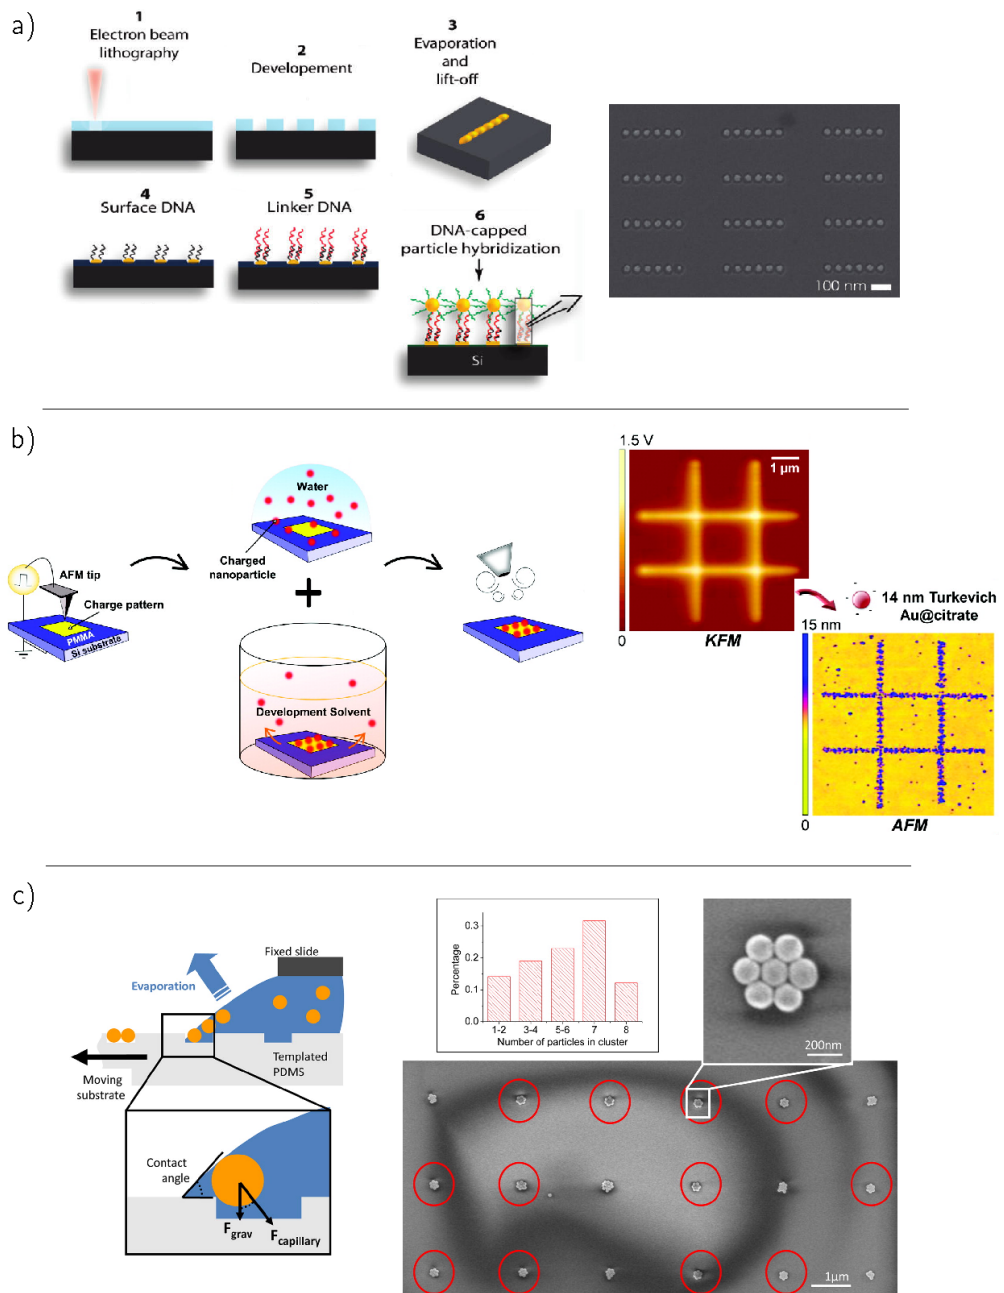 a)
1
Electron beam
lithography
2
Developement
3
Evaporation
and
lift-off
4
Surface DNA
5
Linker DNA
6
DNA-capped
particle hybridization
Si
100 nm
b)
AFM tip
Charge pattern
PMMA
Si substrate
Water
Charged
nanoparticle
+
Development Solvent
1.5 V
1 µm
0
KFM
14 nm Turkevich
Au@citrate
15 nm
0
AFM
c)
Fixed slide
Evaporation
Templated
PDMS
Moving
substrate
Contact
angle
Fgrav
Fcapillary
Percentage
0.3
0.2
0.1
0.0
1-2 3-4 5-6 7 8
Number of particles in cluster
200nm
1µm